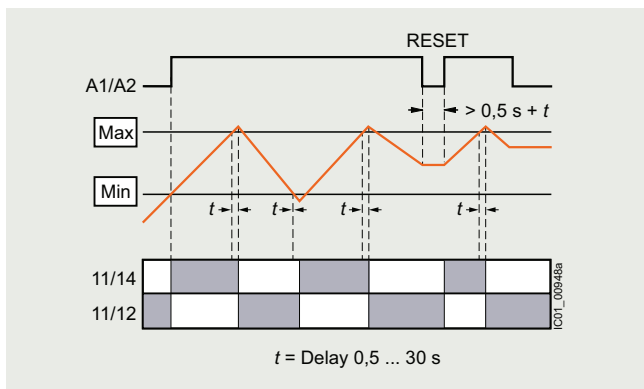 RESET
A1/A2
> 0,5 s + t
Max
Min
t
t
t
t
11/14
11/12
IC01_00948a
t = Delay 0,5 ... 30 s